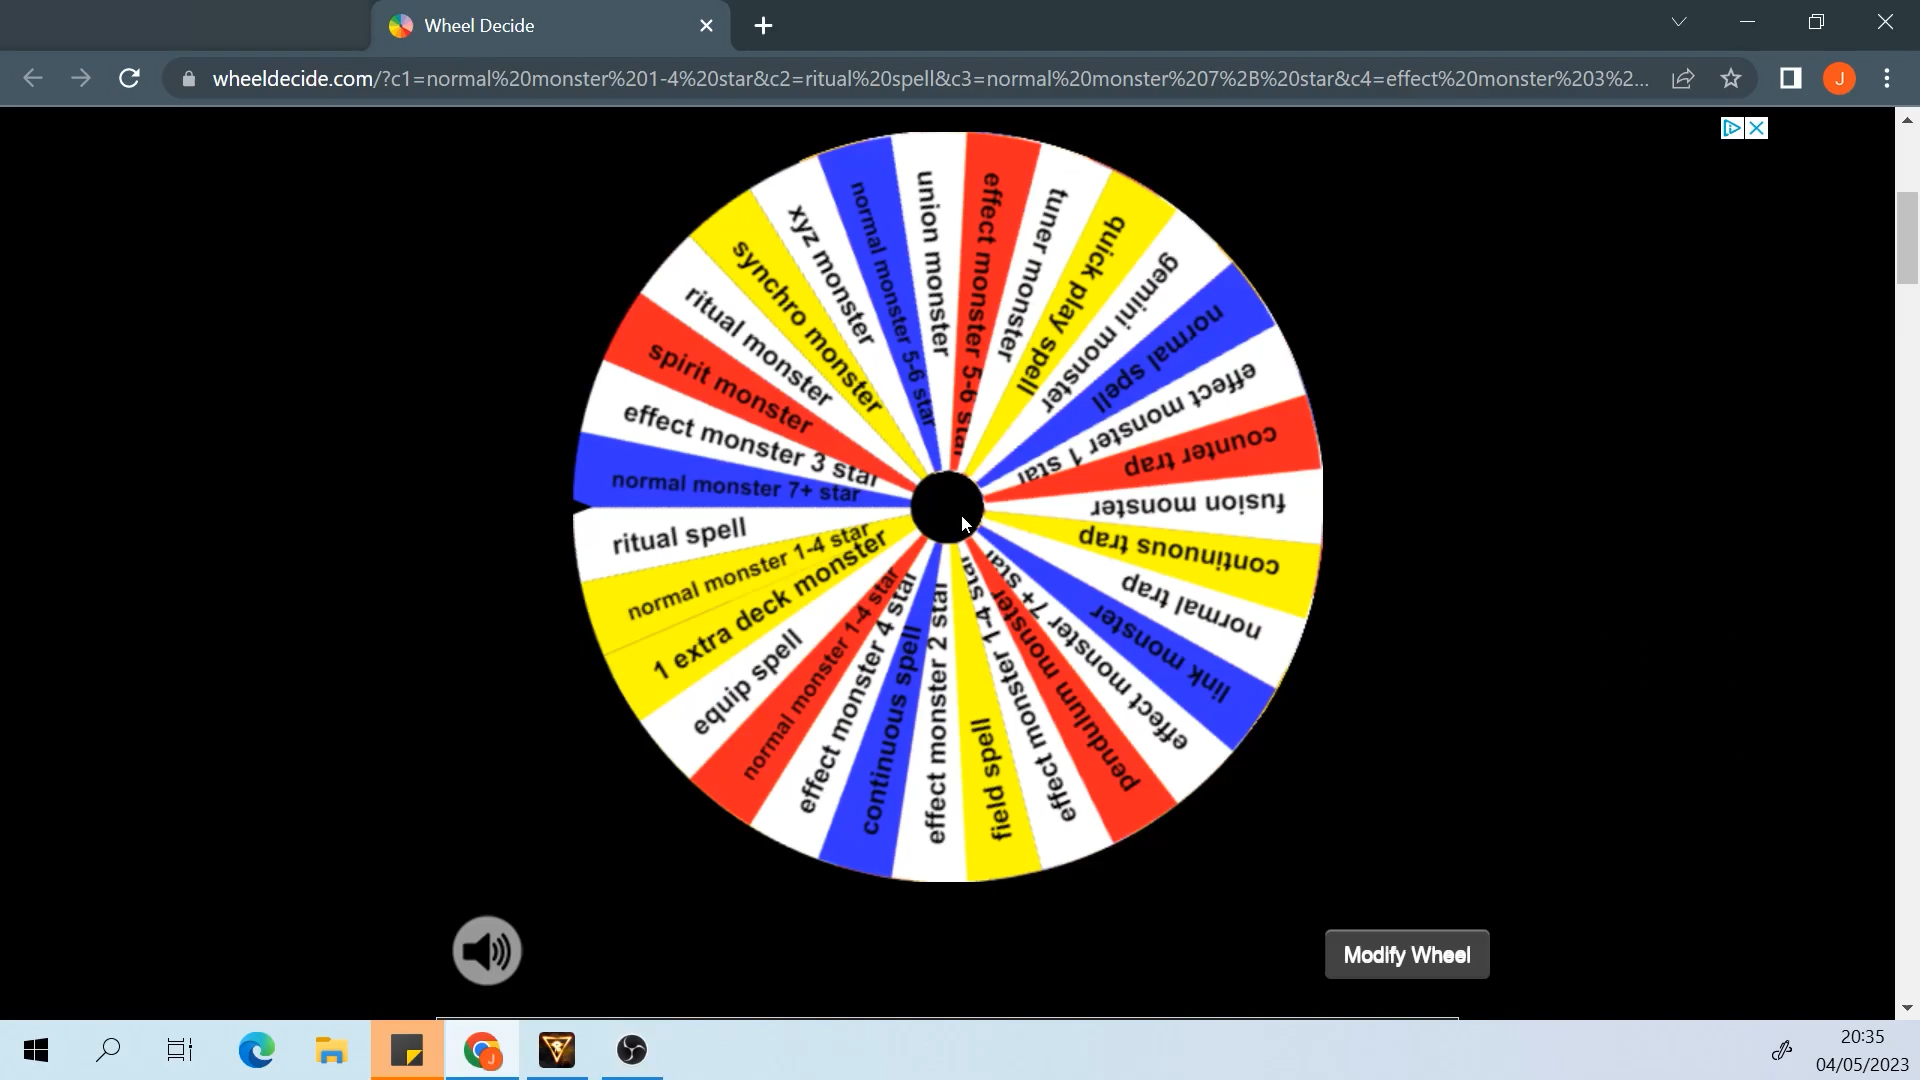 Wheel Decide
wheeldecide.com/?c1=normal%20monster%201-4%20star&c2=ritual%20spell&c3=normal%20monster%207%2B%20star&c4=effect%20monster%203%2...
J
union monster
effect monster 5-6 star
tuner monster
quick play spell
gemini monster
normal spell
effect monster 1 star
counter trap
fusion monster
continuous trap
normal trap
link monster
effect monster 7+ star
pendulum monster
effect monster 1-4 star
field spell
effect monster 2 star
continuous spell
effect monster 4 star
normal monster 1-4 star
equip spell
1 extra deck monster
normal monster 1-4 star
ritual spell
normal monster 7+ star
effect monster 3 star
spirit monster
ritual monster
synchro monster
xyz monster
normal monster 5-6 star
Modify Wheel
J
20:35
04/05/2023